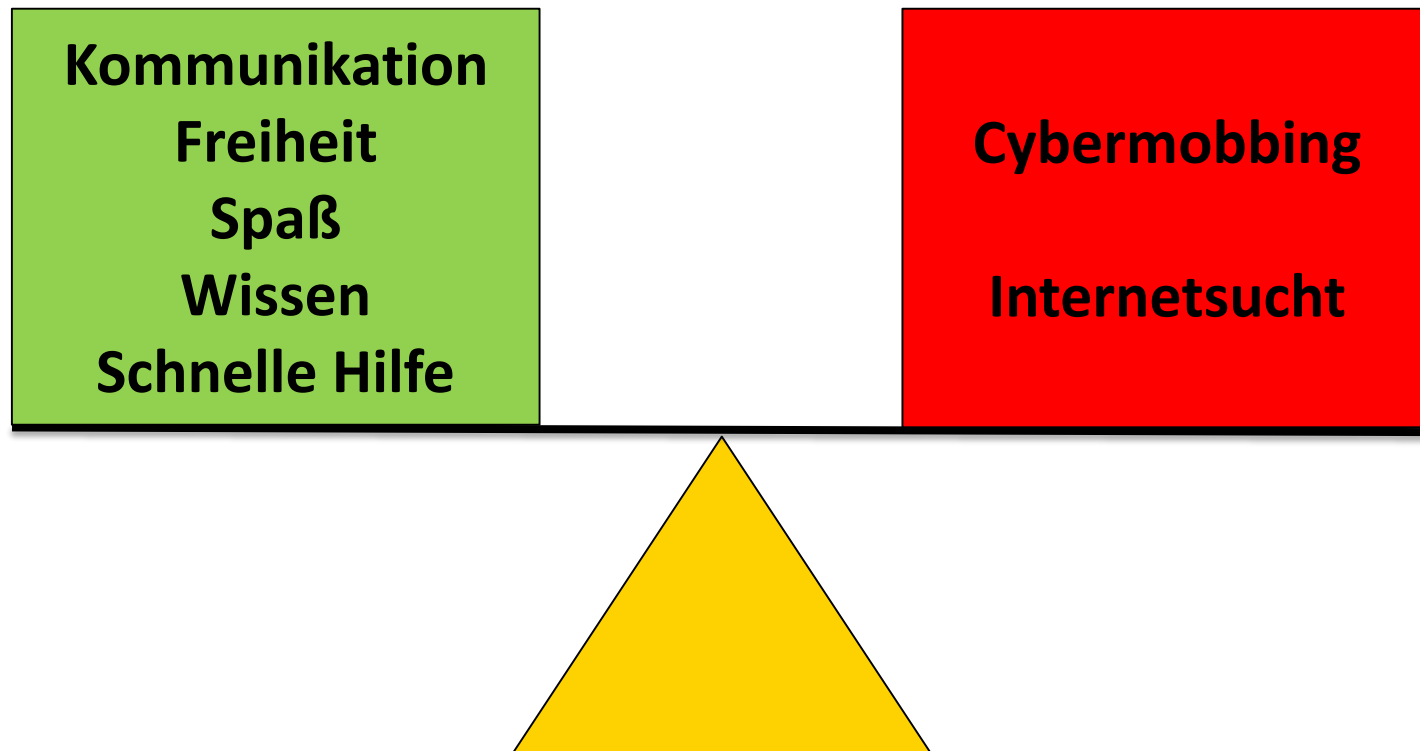 Kommunikation
Freiheit
Spaß
Wissen
Schnelle Hilfe
Cybermobbing
Internetsucht